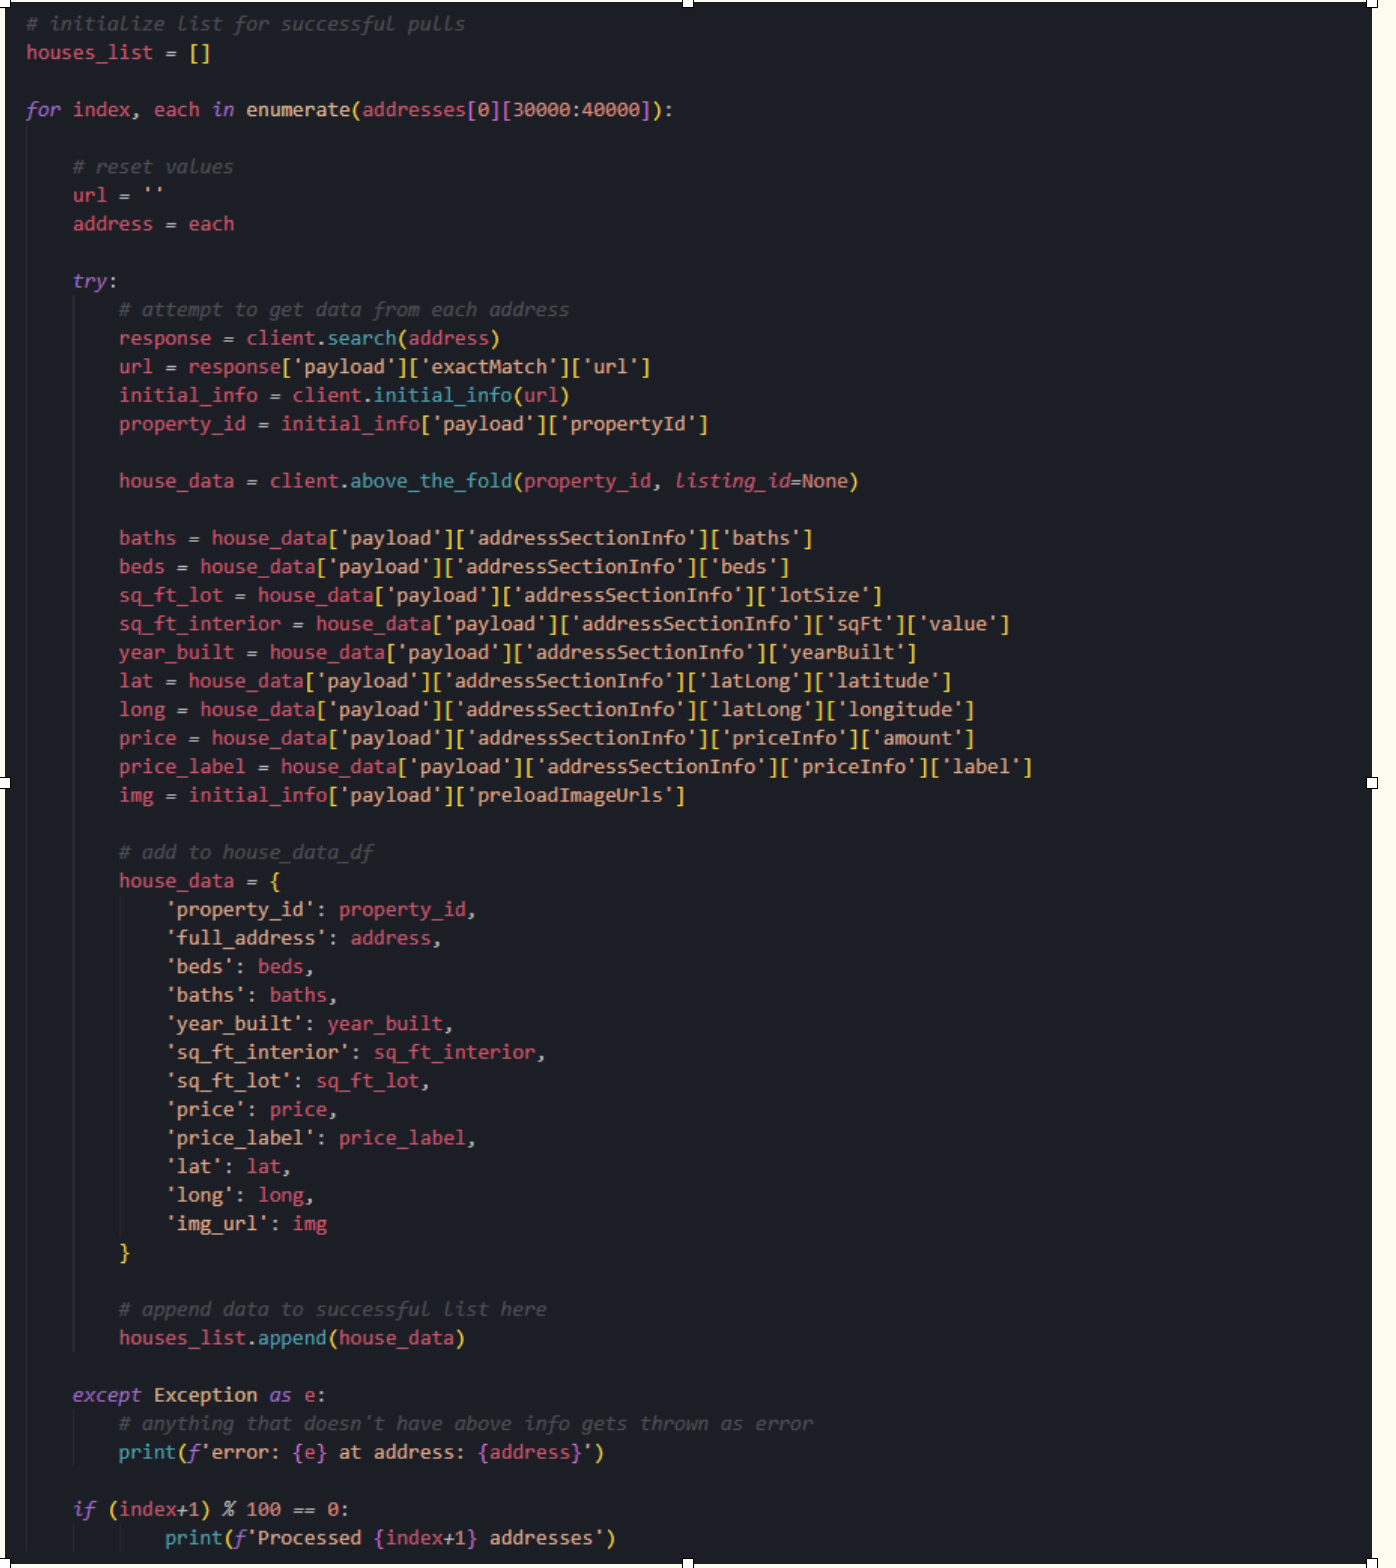 # initialize list for successful pulls
houses_list = []
for index, each in enumerate(addresses[0][30000:40000]):
# reset values
url = ''
address = each
try:
# attempt to get data from each address
response = client.search(address)
url = response['payload']['exactMatch']['url']
initial_info = client.initial_info(url)
property_id = initial_info['payload']['propertyId']
house_data = client.above_the_fold(property_id, listing_id=None)
baths = house_data['payload']['addressSectionInfo']['baths']
beds = house_data['payload']['addressSectionInfo']['beds']
sq_ft_lot = house_data['payload']['addressSectionInfo']['lotSize']
sq_ft_interior = house_data['payload']['addressSectionInfo']['sqFt']['value']
year_built = house_data['payload']['addressSectionInfo']['yearBuilt']
lat = house_data['payload']['addressSectionInfo']['latLong']['latitude']
long = house_data['payload']['addressSectionInfo']['latLong']['longitude']
price = house_data['payload']['addressSectionInfo']['priceInfo']['amount']
price_label = house_data['payload']['addressSectionInfo']['priceInfo']['label']
img = initial_info['payload']['preloadImageUrls']
# add to house_data_df
house_data = {
'property_id': property_id,
'full_address': address,
'beds': beds,
'baths': baths,
'year_built': year_built,
'sq_ft_interior': sq_ft_interior,
'sq_ft_lot': sq_ft_lot,
'price': price,
'price_label': price_label,
'lat': lat,
'long': long,
'img_url': img
}
# append data to successful list here
houses_list.append(house_data)
except Exception as e:
# anything that doesn't have above info gets thrown as error
print(f'error: {e} at address: {address}')
if (index+1) % 100 == 0:
print(f'Processed {index+1} addresses')